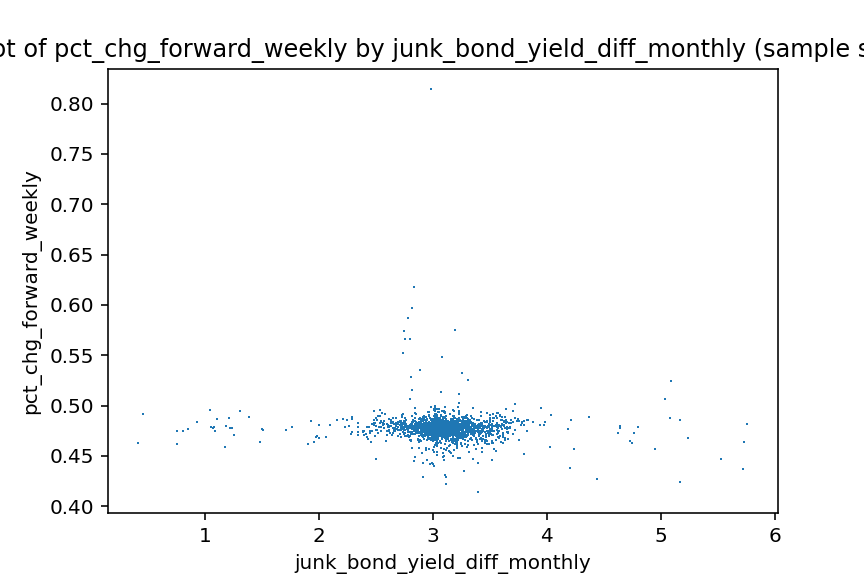 of pct_chg_forward_weekly by junk_bond_yield_diff_monthly (sample
0.80
0.75
0.70
0.65
0.60
0.55
0.50
0.45
0.40
pct_chg_forward_weekly
1 2 3 4 5 6
junk_bond_yield_diff_monthly